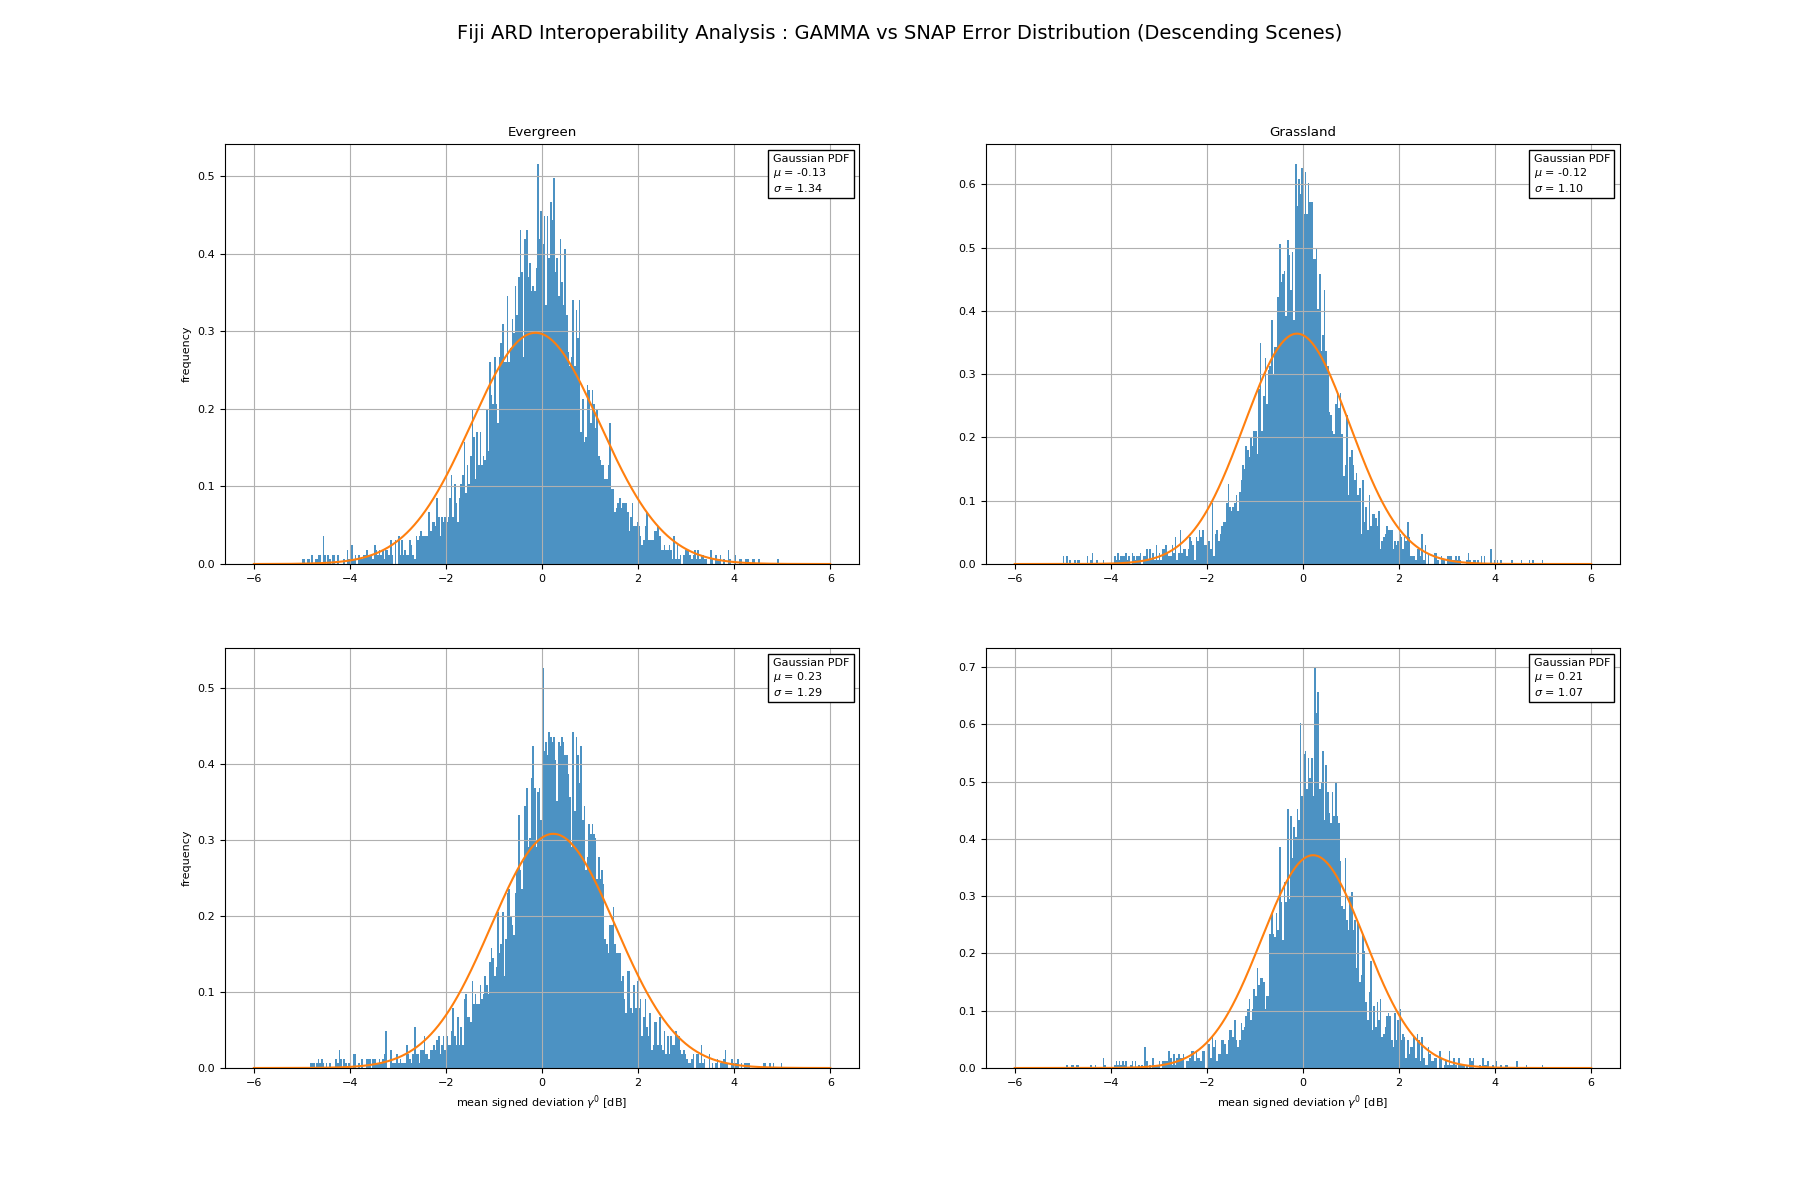 Fiji ARD Interoperability Analysis : GAMMA vs SNAP Error Distribution (Descending Scenes)
Evergreen
Gaussian PDF
μ = -0.13
σ = 1.34
0.5
0.4
0.3
0.2
0.1
0.0
frequency
−6 −4 −2 0 2 4 6
Grassland
Gaussian PDF
μ = -0.12
σ = 1.10
0.6
0.5
0.4
0.3
0.2
0.1
0.0
−6 −4 −2 0 2 4 6
Gaussian PDF
μ = 0.23
σ = 1.29
0.5
0.4
0.3
0.2
0.1
0.0
frequency
−6 −4 −2 0 2 4 6
mean signed deviation γ⁰ [dB]
Gaussian PDF
μ = 0.21
σ = 1.07
0.7
0.6
0.5
0.4
0.3
0.2
0.1
0.0
−6 −4 −2 0 2 4 6
mean signed deviation γ⁰ [dB]